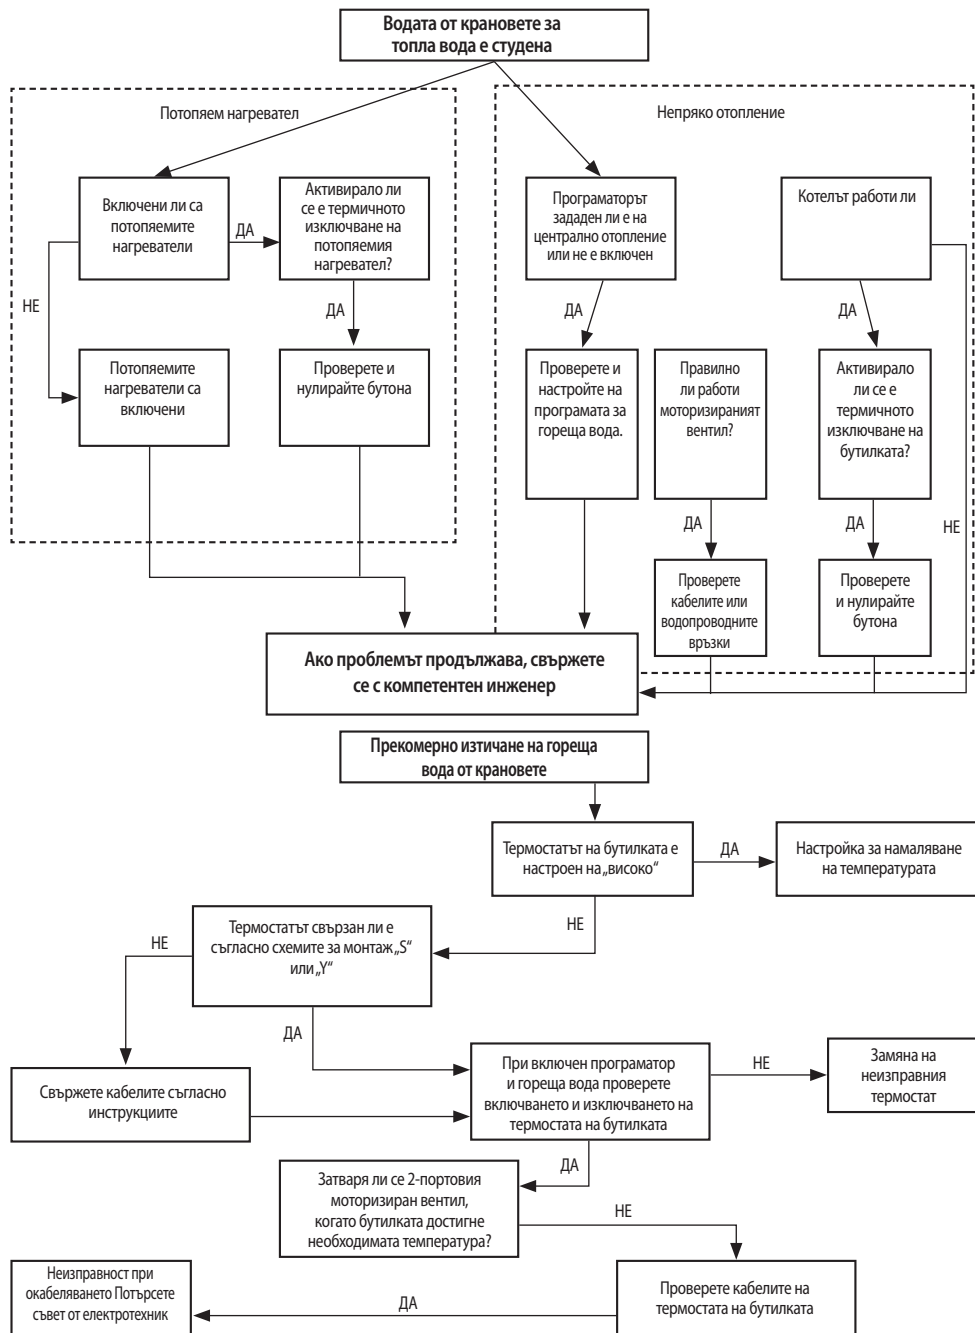 Водата от крановете за
топла вода е студена
Потопяем нагревател
Непряко отопление
Включени ли са
потопяемите
нагреватели
ДА
Активирало ли
се е термичното
изключване на
потопяемия
нагревател?
Програматорът
зададен ли е на
централно отопление
или не е включен
Котелът работи ли
НЕ
ДА
ДА
ДА
Потопяемите
нагреватели са
включени
Проверете и
нулирайте бутона
Проверете и
настройте на
програмата за
гореща вода.
Правилно
ли работи
моторизираният
вентил?
Активирало
ли се е
термичното
изключване на
бутилката?
ДА
ДА
НЕ
Проверете
кабелите или
водопроводните
връзки
Проверете
и нулирайте
бутона
Ако проблемът продължава, свържете
се с компетентен инженер
Прекомерно изтичане на гореща
вода от крановете
Термостатът на бутилката е
настроен на „високо“
ДА
Настройка за намаляване
на температурата
НЕ
Термостатът свързан ли е
съгласно схемите за монтаж „S“
или „Y“
НЕ
ДА
Свържете кабелите съгласно
инструкциите
При включен програматор
и гореща вода проверете
включването и изключването на
термостата на бутилката
НЕ
Замяна на
неизправния
термостат
ДА
Затваря ли се 2-портовия
моторизиран вентил,
когато бутилката достигне
необходимата температура?
НЕ
Проверете кабелите на
термостата на бутилката
ДА
Неизправност при
окабеляването Потърсете
съвет от електротехник